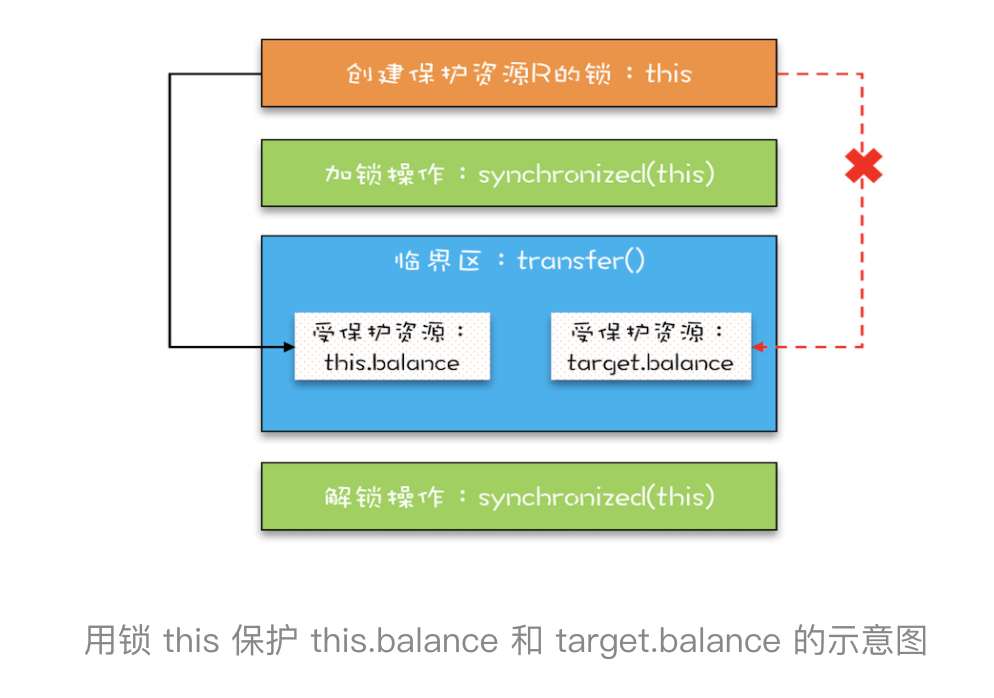 创建保护资源R的锁：this
加锁操作：synchronized(this)
临界区：transfer()
受保护资源：
this.balance
受保护资源：
target.balance
解锁操作：synchronized(this)
用锁 this 保护 this.balance 和 target.balance 的示意图